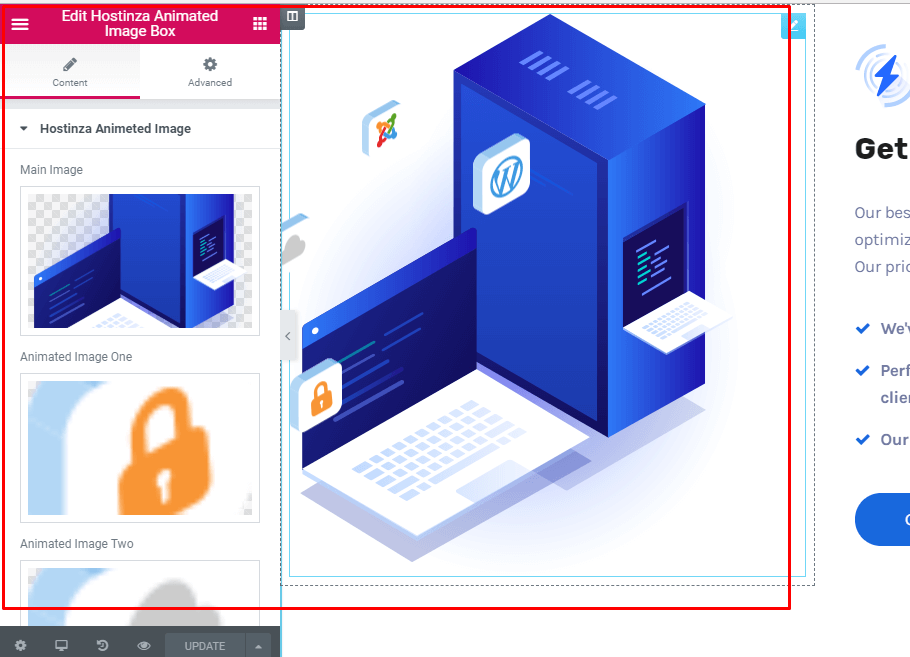 Edit Hostinza Animated
Image Box
Content
Advanced
Hostinza Animeted Image
Main Image
Animated Image One
Animated Image Two
UPDATE
Get
Our bes
optimiz
Our pric
We'v
Perf
clien
Our